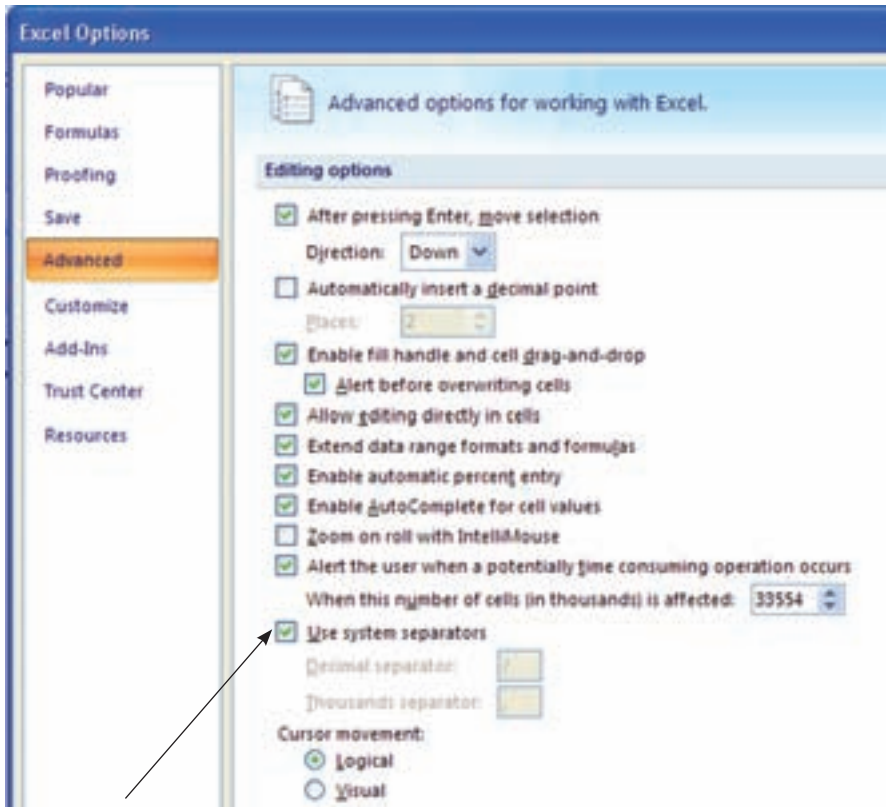 Excel Options
Popular
Formulas
Proofing
Save
Advanced
Customize
Add-Ins
Trust Center
Resources
Advanced options for working with Excel.
Editing options
After pressing Enter, move selection
Direction: Down
Automatically insert a decimal point
Places: 2
Enable fill handle and cell drag-and-drop
Alert before overwriting cells
Allow editing directly in cells
Extend data range formats and formulas
Enable automatic percent entry
Enable AutoComplete for cell values
Zoom on roll with IntelliMouse
Alert the user when a potentially time consuming operation occurs
When this number of cells (in thousands) is affected: 33554
Use system separators
Decimal separator:
Thousands separator:
Cursor movement:
Logical
Visual